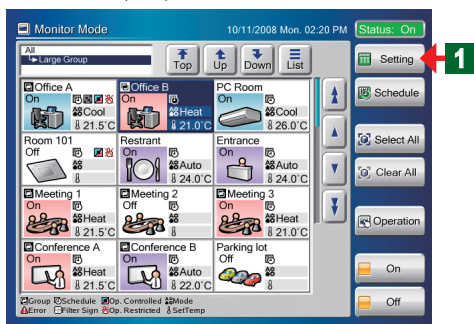 Monitor Mode
10/11/2008 Mon. 02:20 PM
Status: On
All
Large Group
Top
Up
Down
List
Setting
1
Schedule
Select All
Clear All
Operation
On
Off
Office A
On
Cool
21.5°C
Office B
On
Heat
21.0°C
PC Room
On
Cool
26.0°C
Room 101
Off
Restrant
On
Auto
24.0°C
Entrance
On
Auto
24.0°C
Meeting 1
On
Heat
21.5°C
Meeting 2
Off
Meeting 3
On
Heat
21.0°C
Conference A
On
Heat
21.5°C
Conference B
On
Auto
22.0°C
Parking lot
Off
Group Schedule Op. Controlled Mode
Error Filter Sign Op. Restricted SetTemp